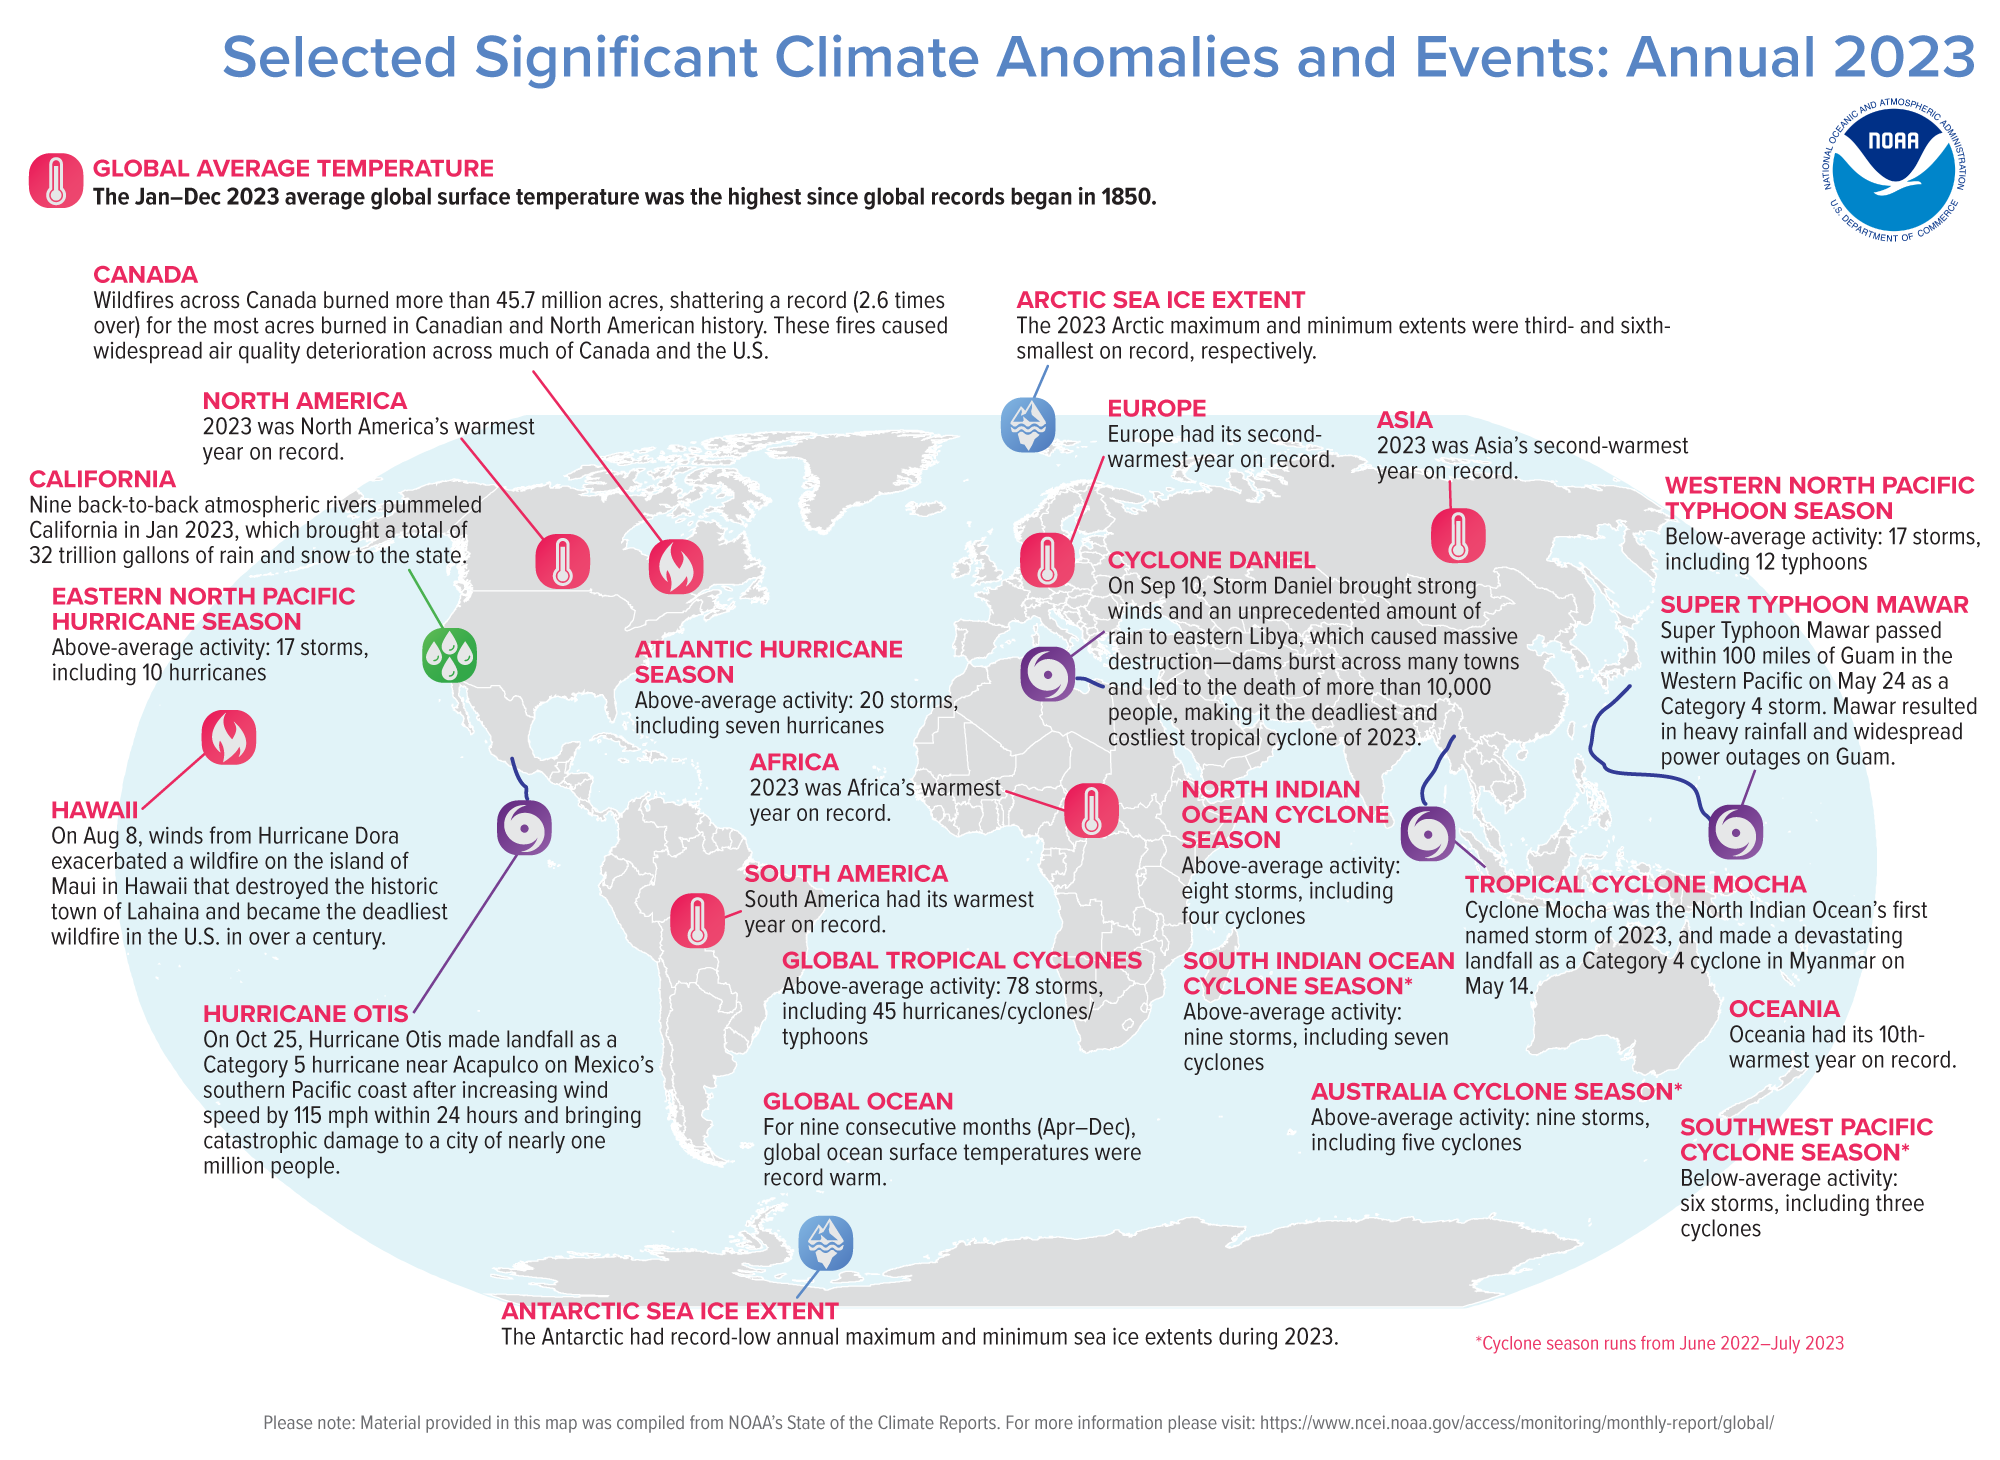 Selected Significant Climate Anomalies and Events: Annual 2023
NATIONAL OCEANIC AND ATMOSPHERIC ADMINISTRATION
NOAA
U.S. DEPARTMENT OF COMMERCE
GLOBAL AVERAGE TEMPERATURE
The Jan–Dec 2023 average global surface temperature was the highest since global records began in 1850.
CANADA
Wildfires across Canada burned more than 45.7 million acres, shattering a record (2.6 times
over) for the most acres burned in Canadian and North American history. These fires caused
widespread air quality deterioration across much of Canada and the U.S.
ARCTIC SEA ICE EXTENT
The 2023 Arctic maximum and minimum extents were third- and sixth-
smallest on record, respectively.
NORTH AMERICA
2023 was North America's warmest
year on record.
EUROPE
Europe had its second-
warmest year on record.
ASIA
2023 was Asia's second-warmest
year on record.
CALIFORNIA
Nine back-to-back atmospheric rivers pummeled
California in Jan 2023, which brought a total of
32 trillion gallons of rain and snow to the state.
WESTERN NORTH PACIFIC
TYPHOON SEASON
Below-average activity: 17 storms,
including 12 typhoons
EASTERN NORTH PACIFIC
HURRICANE SEASON
Above-average activity: 17 storms,
including 10 hurricanes
CYCLONE DANIEL
On Sep 10, Storm Daniel brought strong
winds and an unprecedented amount of
rain to eastern Libya, which caused massive
destruction—dams burst across many towns
and led to the death of more than 10,000
people, making it the deadliest and
costliest tropical cyclone of 2023.
SUPER TYPHOON MAWAR
Super Typhoon Mawar passed
within 100 miles of Guam in the
Western Pacific on May 24 as a
Category 4 storm. Mawar resulted
in heavy rainfall and widespread
power outages on Guam.
ATLANTIC HURRICANE
SEASON
Above-average activity: 20 storms,
including seven hurricanes
AFRICA
2023 was Africa's warmest
year on record.
HAWAII
On Aug 8, winds from Hurricane Dora
exacerbated a wildfire on the island of
Maui in Hawaii that destroyed the historic
town of Lahaina and became the deadliest
wildfire in the U.S. in over a century.
NORTH INDIAN
OCEAN CYCLONE
SEASON
Above-average activity:
eight storms, including
four cyclones
SOUTH AMERICA
South America had its warmest
year on record.
TROPICAL CYCLONE MOCHA
Cyclone Mocha was the North Indian Ocean's first
named storm of 2023, and made a devastating
landfall as a Category 4 cyclone in Myanmar on
May 14.
GLOBAL TROPICAL CYCLONES
Above-average activity: 78 storms,
including 45 hurricanes/cyclones/
typhoons
SOUTH INDIAN OCEAN
CYCLONE SEASON*
Above-average activity:
nine storms, including seven
cyclones
HURRICANE OTIS
On Oct 25, Hurricane Otis made landfall as a
Category 5 hurricane near Acapulco on Mexico's
southern Pacific coast after increasing wind
speed by 115 mph within 24 hours and bringing
catastrophic damage to a city of nearly one
million people.
OCEANIA
Oceania had its 10th-
warmest year on record.
GLOBAL OCEAN
For nine consecutive months (Apr–Dec),
global ocean surface temperatures were
record warm.
AUSTRALIA CYCLONE SEASON*
Above-average activity: nine storms,
including five cyclones
SOUTHWEST PACIFIC
CYCLONE SEASON*
Below-average activity:
six storms, including three
cyclones
ANTARCTIC SEA ICE EXTENT
The Antarctic had record-low annual maximum and minimum sea ice extents during 2023.
*Cyclone season runs from June 2022–July 2023
Please note: Material provided in this map was compiled from NOAA's State of the Climate Reports. For more information please visit: https://www.ncei.noaa.gov/access/monitoring/monthly-report/global/